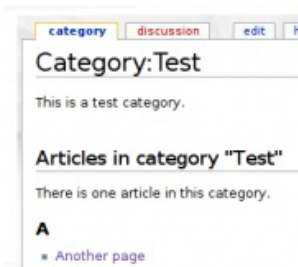 category discussion edit
Category:Test
This is a test category.
Articles in category "Test"
There is one article in this category.
A
Another page